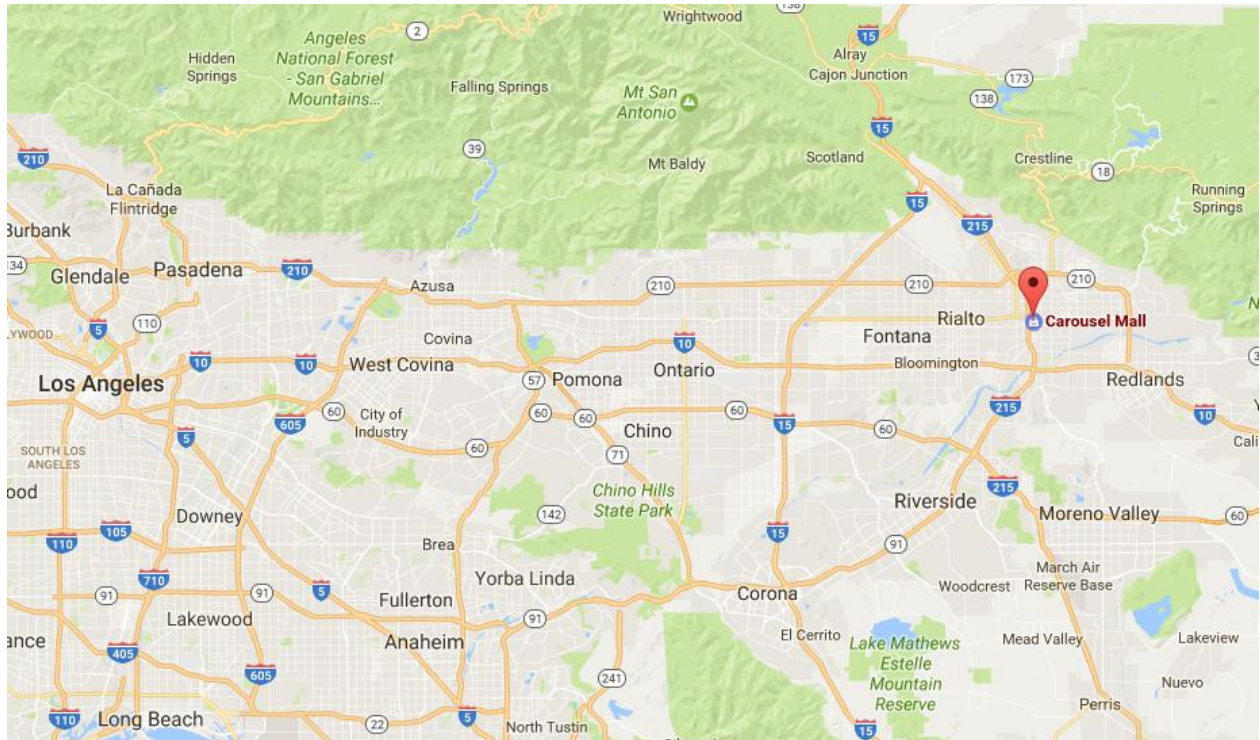 138
Wrightwood
15
Angeles
National Forest
- San Gabriel
Mountains...
2
Hidden
Springs
Alray
Cajon Junction
173
138
Falling Springs
Mt San
Antonio
15
39
Mt Baldy
Scotland
Crestline
18
210
La Cañada
Flintridge
Running
Springs
15
215
Burbank
134
Glendale
Pasadena
210
Azusa
210
210
210
5
110
LYWOOD
Covina
Rialto
Carousel Mall
Fontana
10
10
10
West Covina
Los Angeles
57
Pomona
Ontario
Bloomington
Redlands
60
City of
Industry
60
60
60
605
5
15
60
215
10
Cali
Chino
60
71
SOUTH LOS
ANGELES
ood
Chino Hills
State Park
Riverside
215
Moreno Valley
60
Downey
142
110
105
Brea
15
91
710
5
Yorba Linda
March Air
Reserve Base
Woodcrest
91
91
Fullerton
Corona
Lakewood
91
ance
Anaheim
El Cerrito
Lake Mathews
Estelle
Mountain
Reserve
Mead Valley
Lakeview
405
605
241
Nuevo
Perris
110
Long Beach
22
5
North Tustin
15